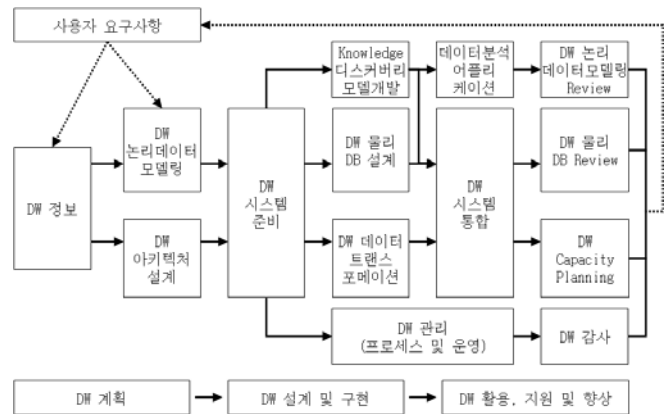 사용자 요구사항
Knowledge
디스커버리
모델개발
데이터분석
어플리
케이션
DW 논리
데이터모델링
Review
DW
논리데이터
모델링
DW 물리
DB 설계
DW 물리
DB Review
DW 정보
DW
시스템
준비
DW
시스템
통합
DW
아키텍처
설계
DW 데이터
트랜스
포메이션
DW
Capacity
Planning
DW 관리
(프로세스 및 운영)
DW 감사
DW 계획
DW 설계 및 구현
DW 활용, 지원 및 향상